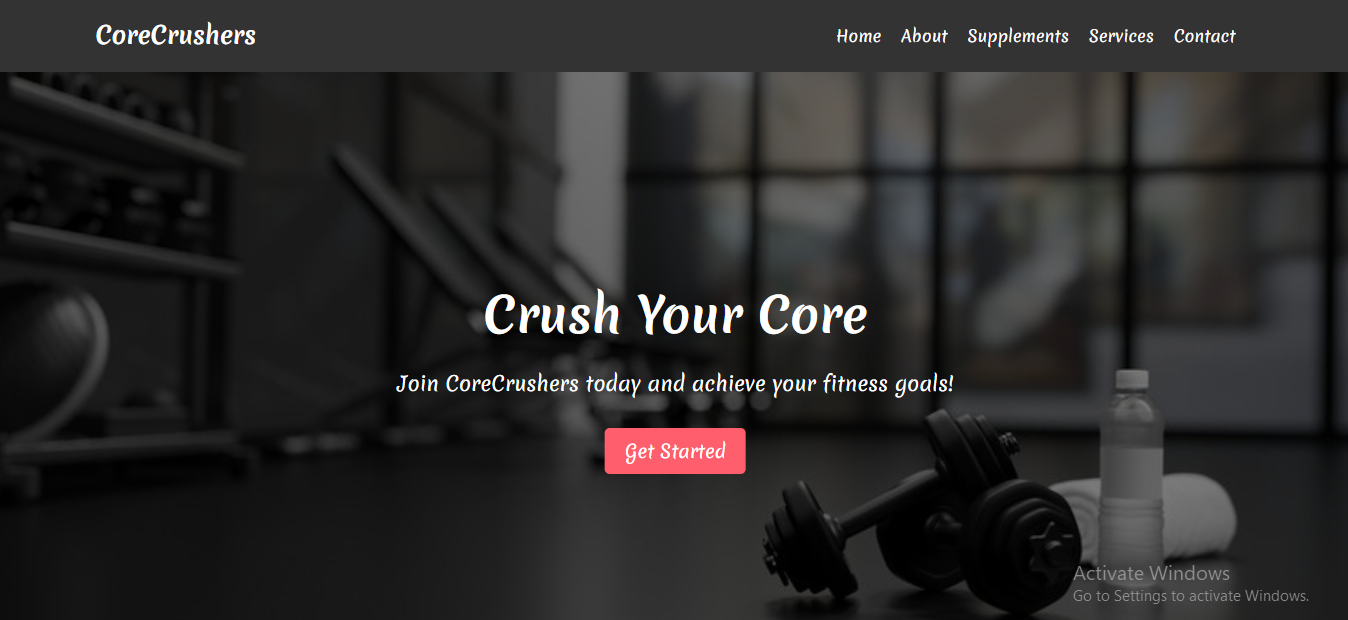 CoreCrushers
Home About Supplements Services Contact
Crush Your Core
Join CoreCrushers today and achieve your fitness goals!
Get Started
Activate Windows
Go to Settings to activate Windows.